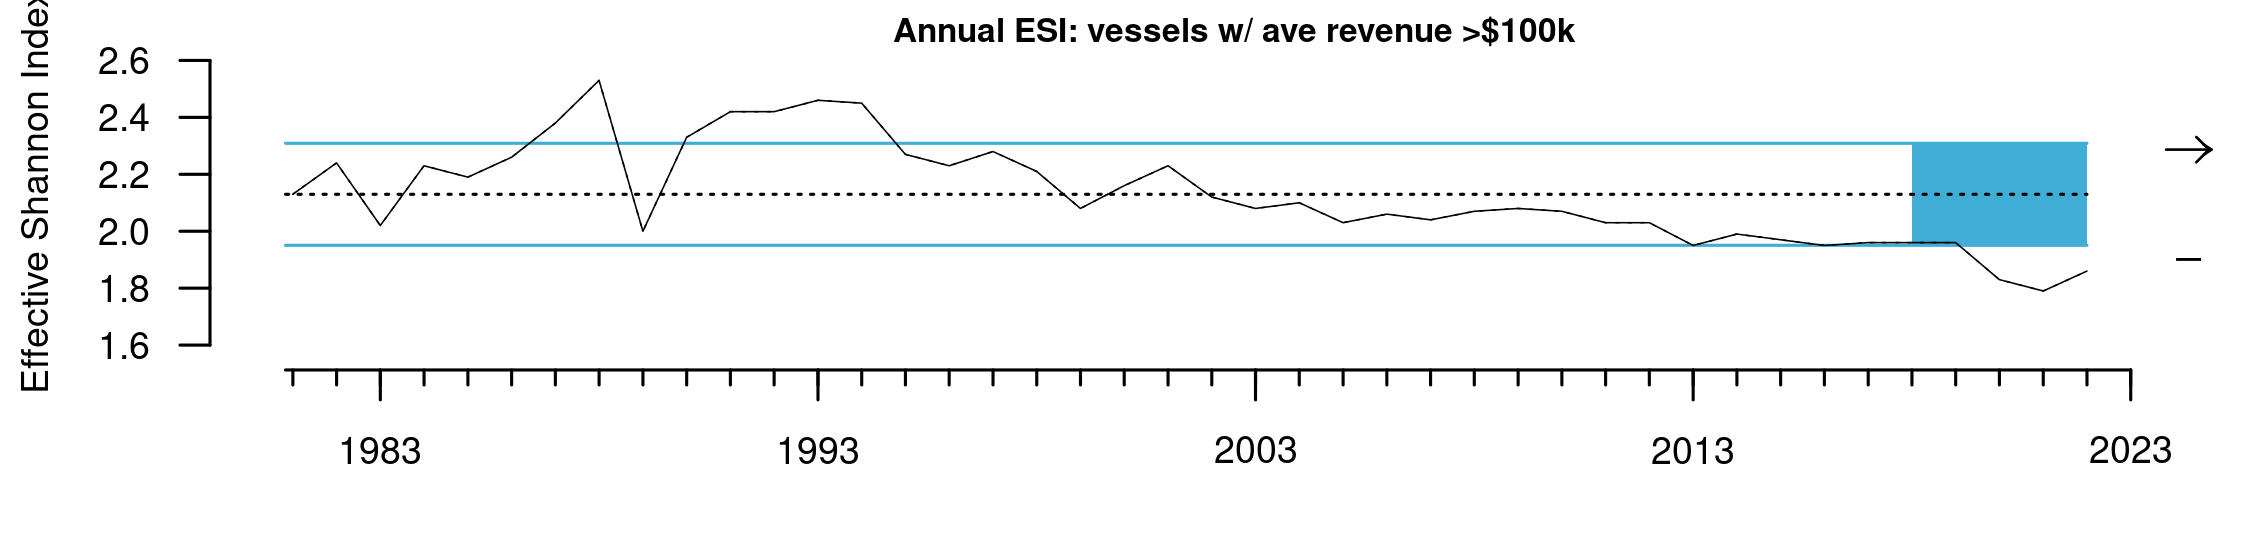 Annual ESI: vessels w/ ave revenue >$100k
Effective Shannon Index
2.6
2.4
2.2
2.0
1.8
1.6
1983 1993 2003 2013 2023